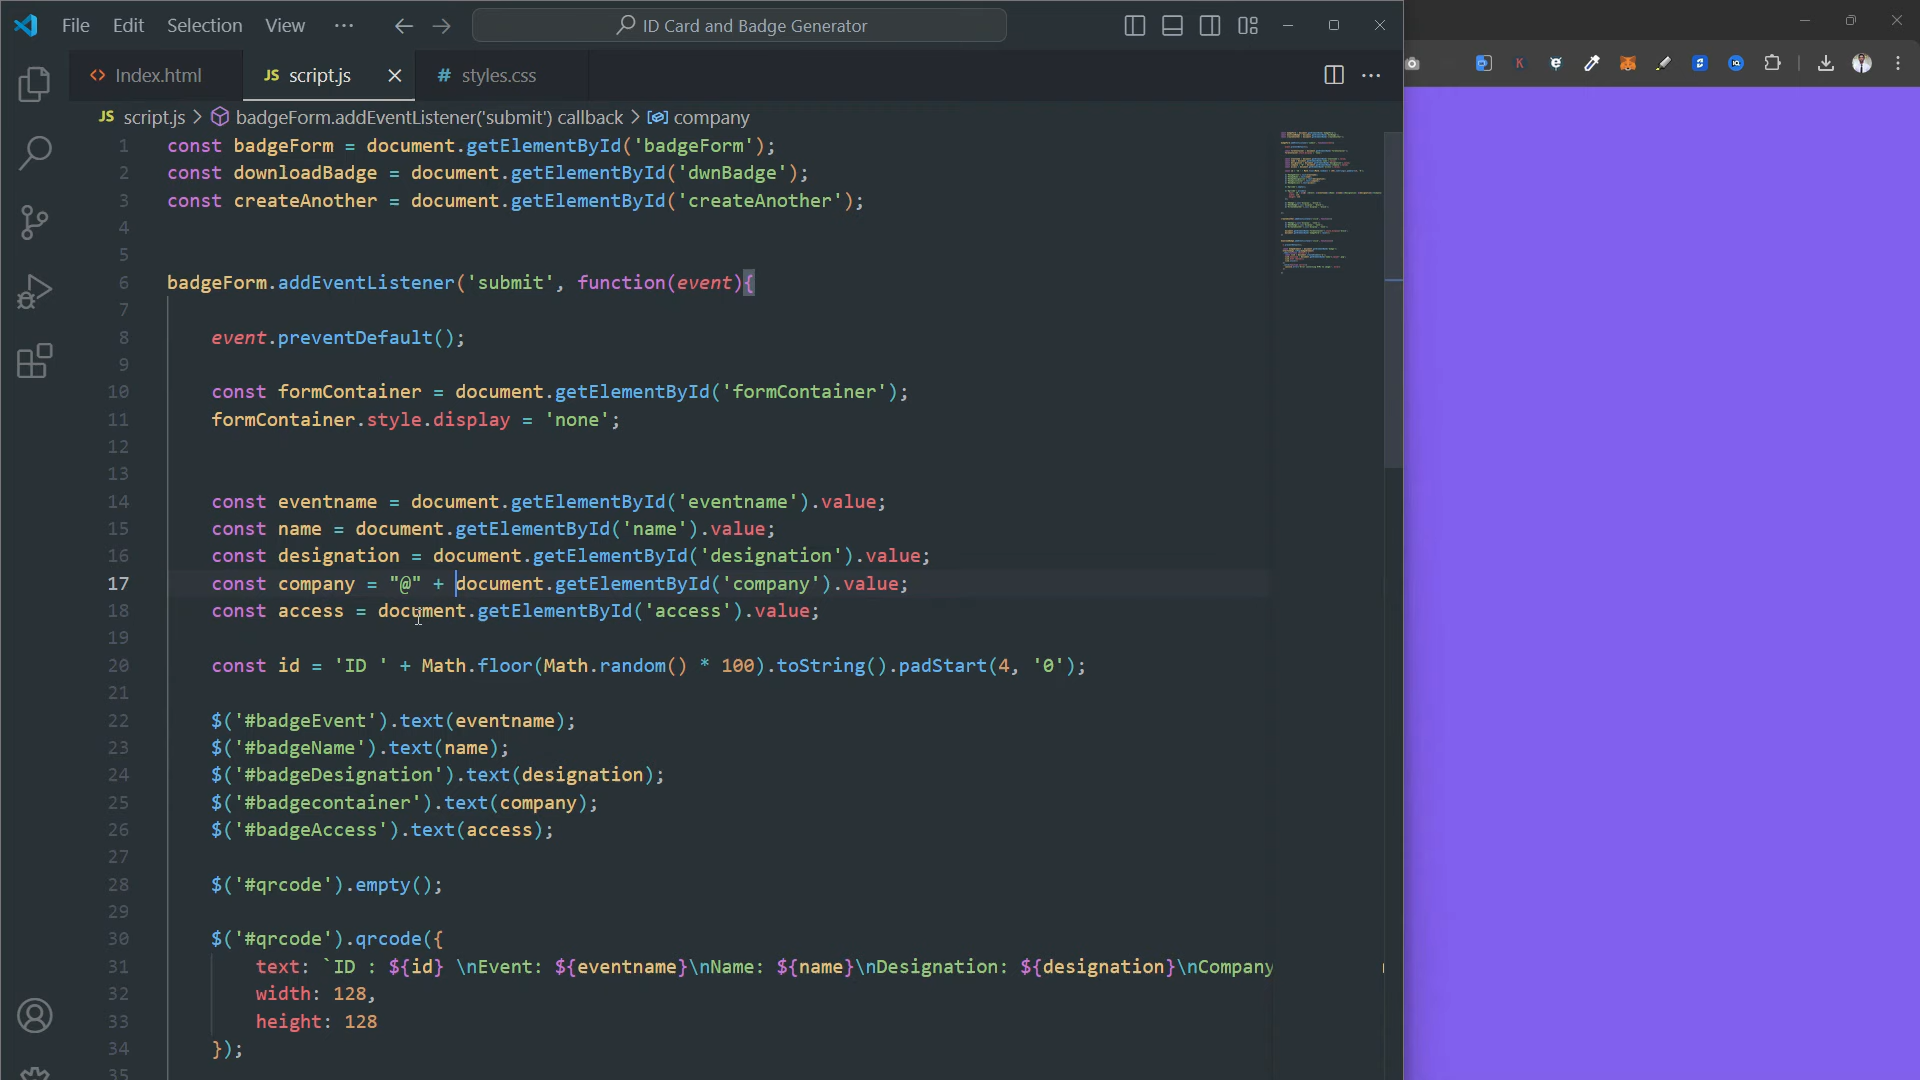 File Edit Selection View ··· ID Card and Badge Generator
<> Index.html JS script.js # styles.css
JS script.js > badgeForm.addEventListener('submit') callback > company
1 const badgeForm = document.getElementById('badgeForm');
2 const downloadBadge = document.getElementById('dwnBadge');
3 const createAnother = document.getElementById('createAnother');
4
5
6 badgeForm.addEventListener('submit', function(event){
7
8 event.preventDefault();
9
10 const formContainer = document.getElementById('formContainer');
11 formContainer.style.display = 'none';
12
13
14 const eventname = document.getElementById('eventname').value;
15 const name = document.getElementById('name').value;
16 const designation = document.getElementById('designation').value;
17 const company = "@" + document.getElementById('company').value;
18 const access = document.getElementById('access').value;
19
20 const id = 'ID ' + Math.floor(Math.random() * 100).toString().padStart(4, '0');
21
22 $('#badgeEvent').text(eventname);
23 $('#badgeName').text(name);
24 $('#badgeDesignation').text(designation);
25 $('#badgecontainer').text(company);
26 $('#badgeAccess').text(access);
27
28 $('#qrcode').empty();
29
30 $('#qrcode').qrcode({
31 text: `ID : ${id} \nEvent: ${eventname}\nName: ${name}\nDesignation: ${designation}\nCompany
32 width: 128,
33 height: 128
34 });
35